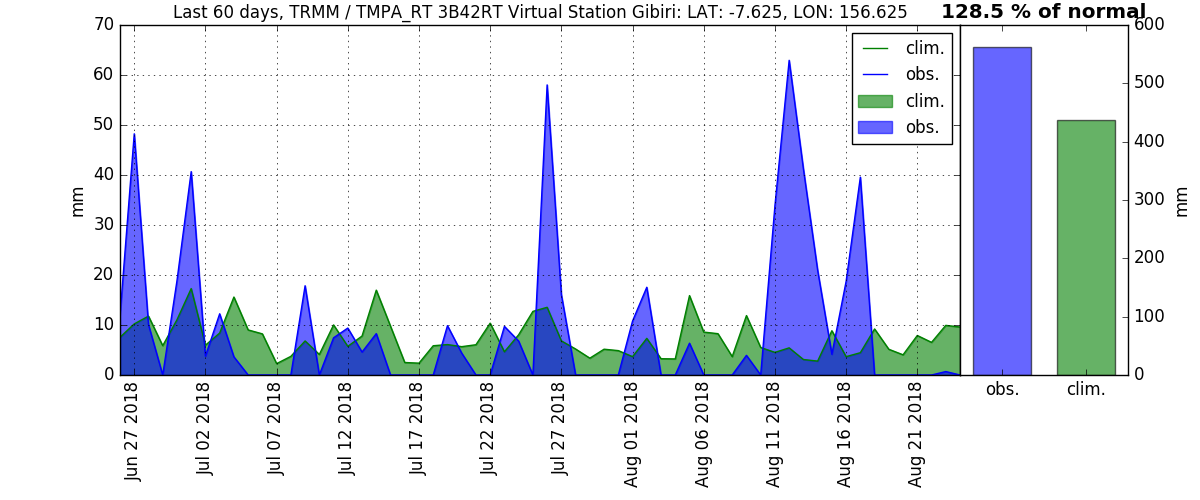 Last 60 days, TRMM / TMPA_RT 3B42RT Virtual Station Gibiri: LAT: -7.625, LON: 156.625
128.5 % of normal
70
60
50
40
30
20
10
0
mm
clim.
obs.
clim.
obs.
600
500
400
300
200
100
0
mm
Jun 27 2018
Jul 02 2018
Jul 07 2018
Jul 12 2018
Jul 17 2018
Jul 22 2018
Jul 27 2018
Aug 01 2018
Aug 06 2018
Aug 11 2018
Aug 16 2018
Aug 21 2018
obs.
clim.